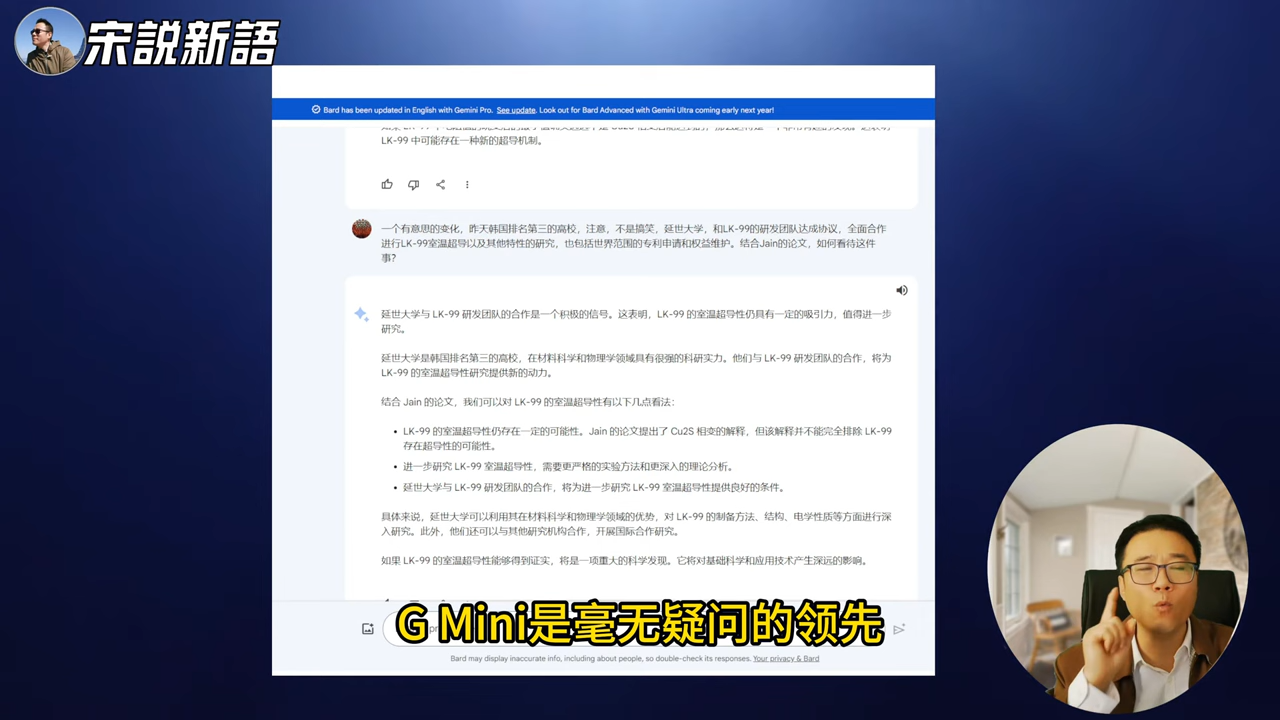 宋説新語
Bard has been updated in English with Gemini Pro. See update. Look out for Bard Advanced with Gemini Ultra coming early next year!
LK-99 中可能存在一种新的超导机制。
一个有意思的变化，昨天韩国排名第三的高校，注意，不是搞笑，延世大学，和LK-99的研发团队达成协议，全面合作
进行LK-99室温超导以及其他特性的研究，也包括世界范围的专利申请和权益维护。结合Jain的论文，如何看待这件
事?
延世大学与 LK-99 研发团队的合作是一个积极的信号。这表明，LK-99 的室温超导性仍具有一定的吸引力，值得进一步
研究。
延世大学是韩国排名第三的高校，在材料科学和物理学领域具有很强的科研实力。他们与 LK-99 研发团队的合作，将为
LK-99 的室温超导性研究提供新的动力。
结合 Jain 的论文，我们可以对 LK-99 的室温超导性有以下几点看法：
• LK-99 的室温超导性仍存在一定的可能性。Jain 的论文提出了 Cu2S 相变的解释，但该解释并不能完全排除 LK-99
存在超导性的可能性。
• 进一步研究 LK-99 室温超导性，需要更严格的实验方法和更深入的理论分析。
• 延世大学与 LK-99 研发团队的合作，将为进一步研究 LK-99 室温超导性提供良好的条件。
具体来说，延世大学可以利用其在材料科学和物理学领域的优势，对 LK-99 的制备方法、结构、电学性质等方面进行深
入研究。此外，他们还可以与其他研究机构合作，开展国际合作研究。
如果 LK-99 的室温超导性能够得到证实，将是一项重大的科学发现。它将对基础科学和应用技术产生深远的影响。
G Mini是毫无疑问的领先
Bard may display inaccurate info, including about people, so double-check its responses. Your privacy & Bard